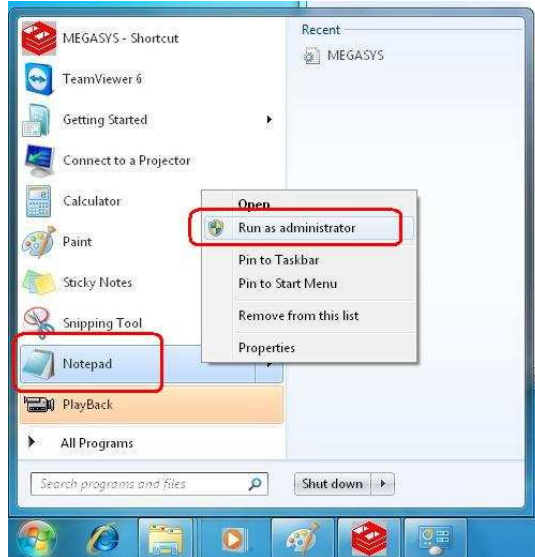 MEGASYS - Shortcut
TeamViewer 6
Getting Started
Connect to a Projector
Calculator
Paint
Sticky Notes
Snipping Tool
Notepad
PlayBack
All Programs
Search programs and files
Recent
MEGASYS
Open
Run as administrator
Pin to Taskbar
Pin to Start Menu
Remove from this list
Properties
Shut down